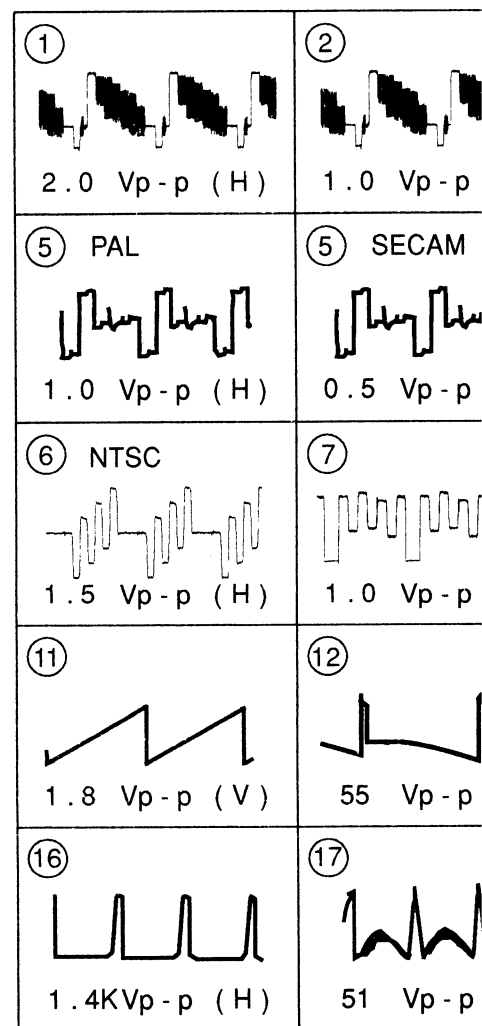 1 2
2.0 Vp-p (H) 1.0 Vp-p
5 PAL 5 SECAM
1.0 Vp-p (H) 0.5 Vp-p
6 NTSC 7
1.5 Vp-p (H) 1.0 Vp-p
11 12
1.8 Vp-p (V) 55 Vp-p
16 17
1.4KVp-p (H) 51 Vp-p